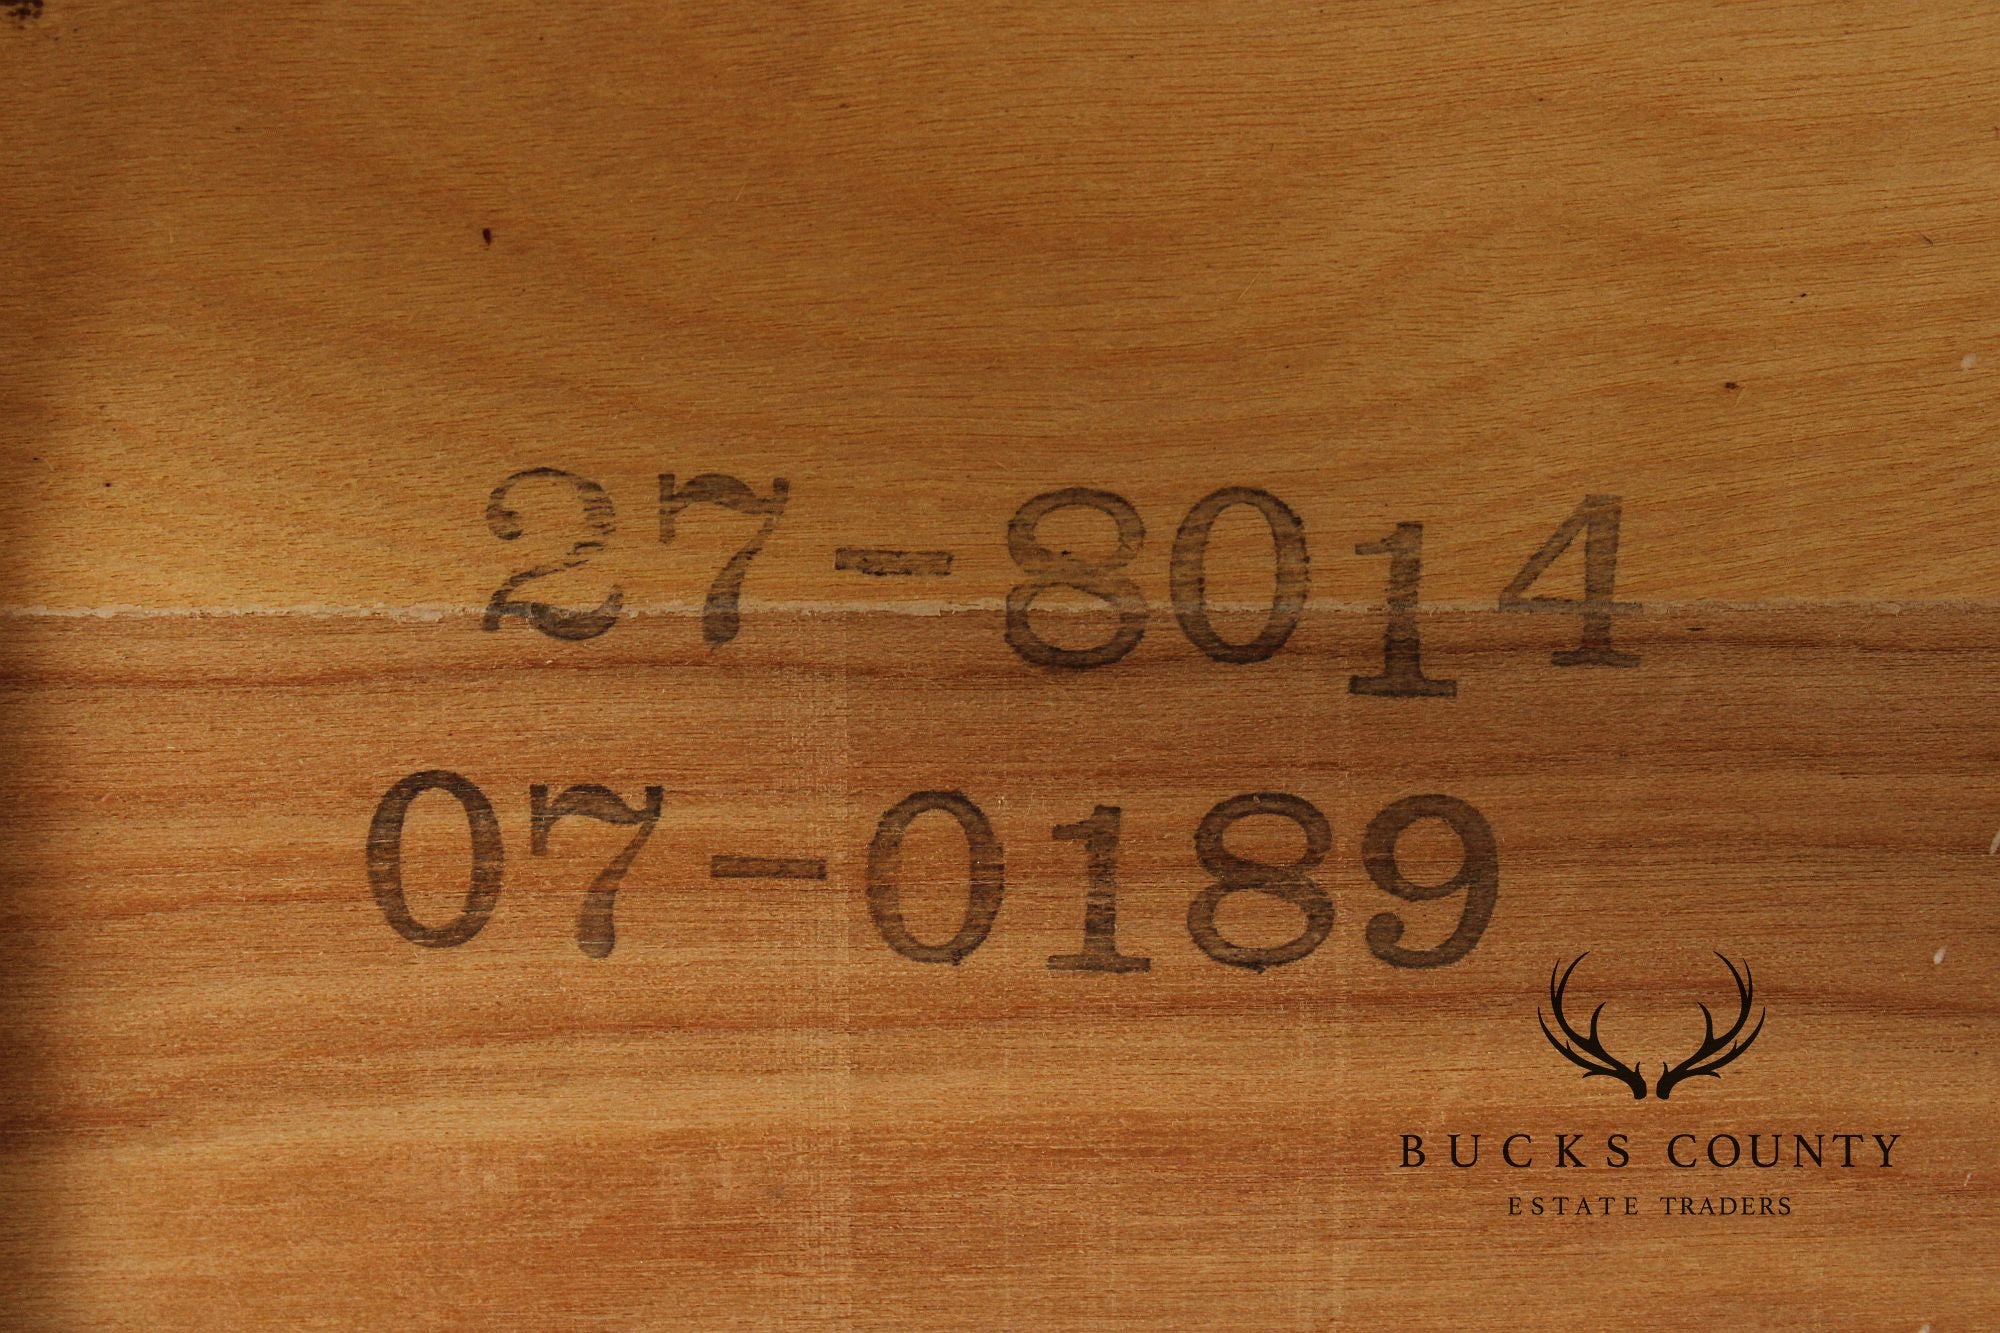 27-8014
07-0189
BUCKS COUNTY
ESTATE TRADERS